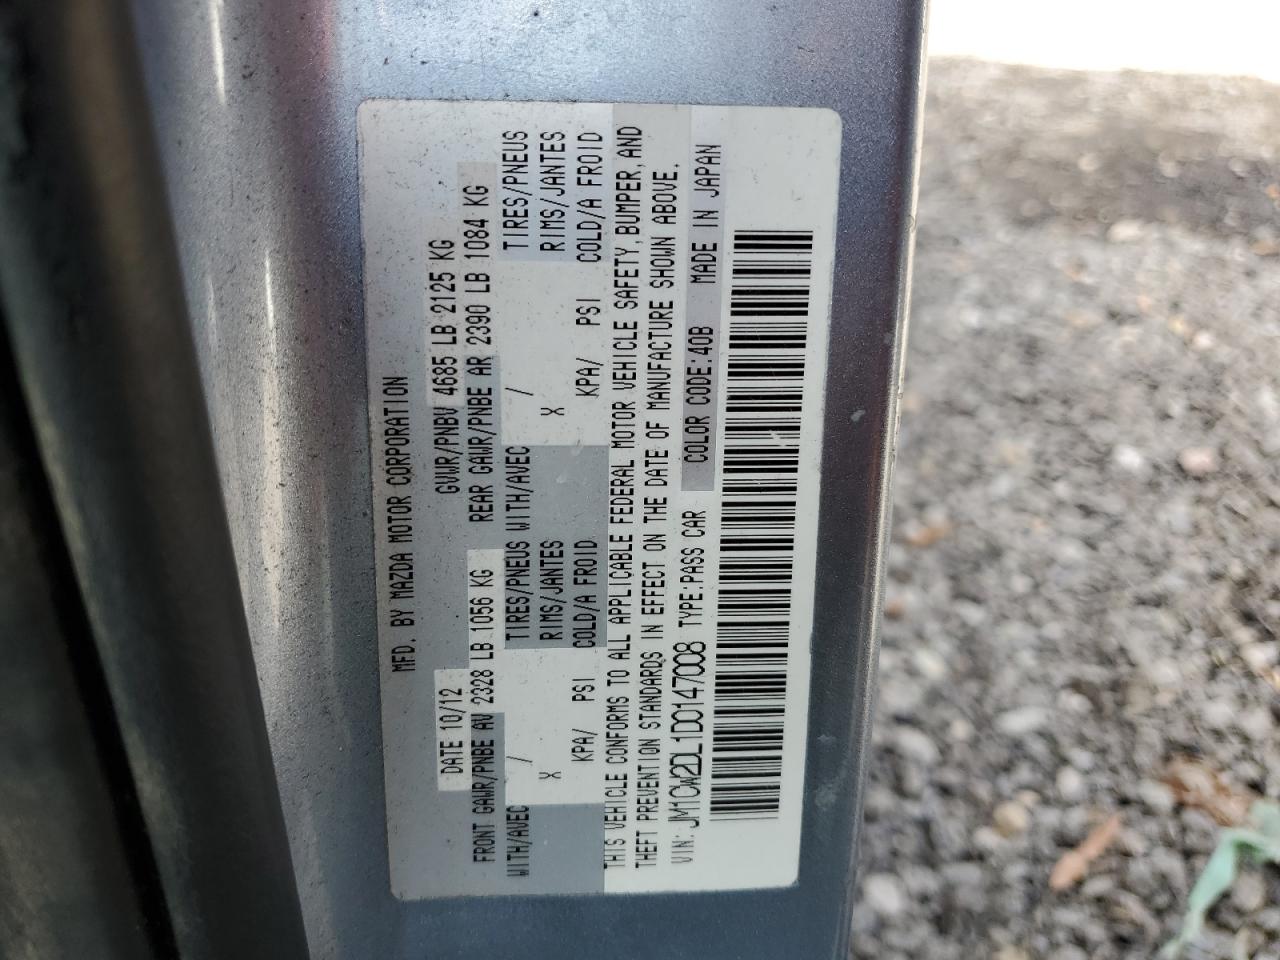 MFD. BY MAZDA MOTOR CORPORATION
DATE 10/12 GVWR/PNBV 4685 LB 2125 KG
FRONT GAWR/PNBE AV 2328 LB 1056 KG REAR GAWR/PNBE AR 2390 LB 1084 KG
WITH/AVEC / TIRES/PNEUS WITH/AVEC / TIRES/PNEUS
X RIMS/JANTES X RIMS/JANTES
KPA/ PSI COLD/A FROID KPA/ PSI COLD/A FROID
THIS VEHICLE CONFORMS TO ALL APPLICABLE FEDERAL MOTOR VEHICLE SAFETY, BUMPER, AND
THEFT PREVENTION STANDARDS IN EFFECT ON THE DATE OF MANUFACTURE SHOWN ABOVE.
VIN: JM1CW2DL1D0147008 TYPE:PASS CAR COLOR CODE:40B MADE IN JAPAN